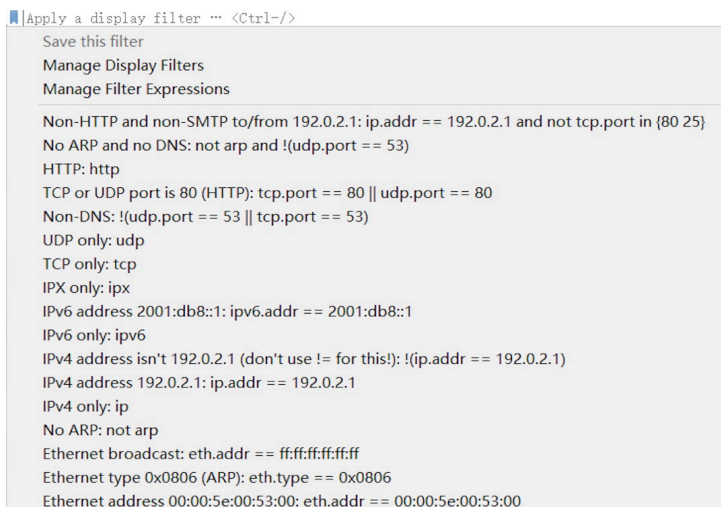 Apply a display filter … <Ctrl-/>
Save this filter
Manage Display Filters
Manage Filter Expressions
Non-HTTP and non-SMTP to/from 192.0.2.1: ip.addr == 192.0.2.1 and not tcp.port in {80 25}
No ARP and no DNS: not arp and !(udp.port == 53)
HTTP: http
TCP or UDP port is 80 (HTTP): tcp.port == 80 || udp.port == 80
Non-DNS: !(udp.port == 53 || tcp.port == 53)
UDP only: udp
TCP only: tcp
IPX only: ipx
IPv6 address 2001:db8::1: ipv6.addr == 2001:db8::1
IPv6 only: ipv6
IPv4 address isn't 192.0.2.1 (don't use != for this!): !(ip.addr == 192.0.2.1)
IPv4 address 192.0.2.1: ip.addr == 192.0.2.1
IPv4 only: ip
No ARP: not arp
Ethernet broadcast: eth.addr == ff:ff:ff:ff:ff:ff
Ethernet type 0x0806 (ARP): eth.type == 0x0806
Ethernet address 00:00:5e:00:53:00: eth.addr == 00:00:5e:00:53:00